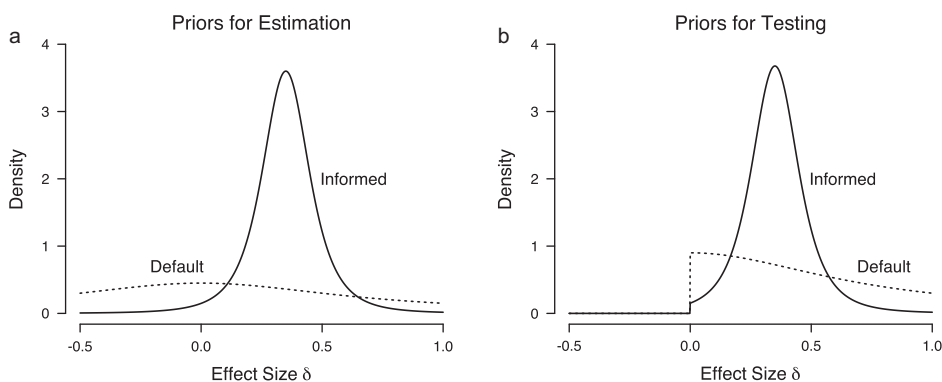 a
Priors for Estimation
4
3
2
1
0
Density
Informed
Default
-0.5 0.0 0.5 1.0
Effect Size δ
b
Priors for Testing
4
3
2
1
0
Density
Informed
Default
-0.5 0.0 0.5 1.0
Effect Size δ